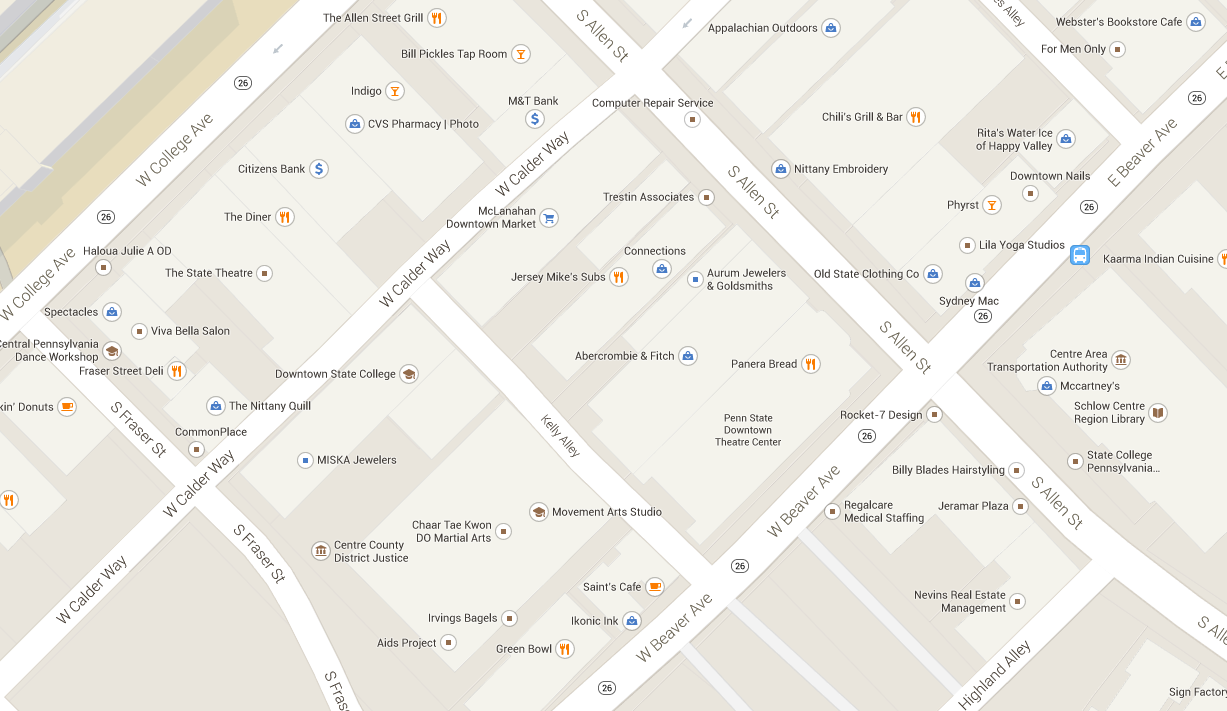 The Allen Street Grill
S Allen St
Appalachian Outdoors
es Alley
Webster's Bookstore Cafe
For Men Only
Bill Pickles Tap Room
E
26
Indigo
M&T Bank
Computer Repair Service
26
CVS Pharmacy | Photo
Chili's Grill & Bar
W College Ave
W Calder Way
Rita's Water Ice
of Happy Valley
E Beaver Ave
Citizens Bank
Nittany Embroidery
S Allen St
Downtown Nails
Trestin Associates
Phyrst
26
26
The Diner
McLanahan
Downtown Market
Haloua Julie A OD
Connections
Lila Yoga Studios
Kaarma Indian Cuisine
W College Ave
The State Theatre
W Calder Way
Jersey Mike's Subs
Aurum Jewelers
& Goldsmiths
Old State Clothing Co
Sydney Mac
26
Spectacles
Viva Bella Salon
Central Pennsylvania
Dance Workshop
Fraser Street Deli
S Allen St
Abercrombie & Fitch
Panera Bread
Centre Area
Transportation Authority
Downtown State College
Mccartney's
kin' Donuts
The Nittany Quill
S Fraser St
CommonPlace
Kelly Alley
Penn State
Downtown
Theatre Center
Rocket-7 Design
26
Schlow Centre
Region Library
MISKA Jewelers
State College
Pennsylvania...
Billy Blades Hairstyling
W Calder Way
W Beaver Ave
S Allen St
Regalcare
Medical Staffing
Jeramar Plaza
Movement Arts Studio
Chaar Tae Kwon
DO Martial Arts
S Fraser St
Centre County
District Justice
26
W Calder Way
Saint's Cafe
Nevins Real Estate
Management
Irvings Bagels
Ikonic Ink
W Beaver Ave
S Alle
Aids Project
Green Bowl
Highland Alley
S Fras
26
Sign Factory